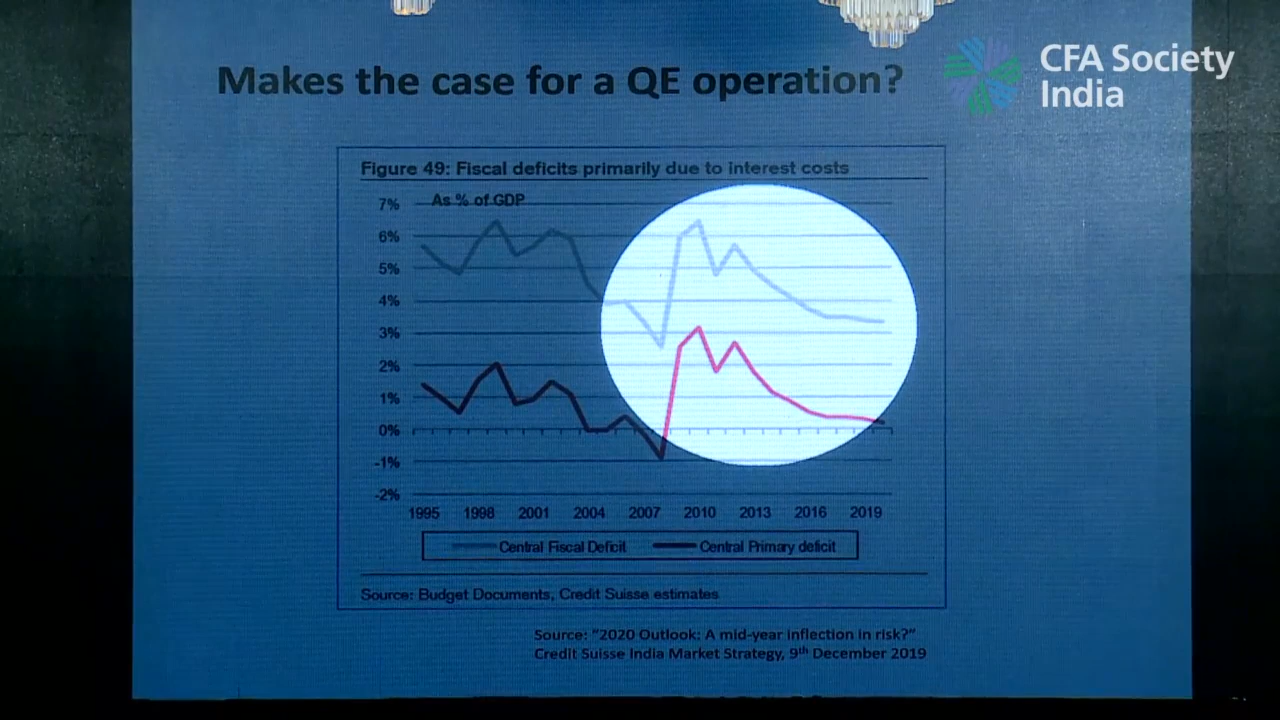 CFA Society
India
Makes the case for a QE operation?
Figure 49: Fiscal deficits primarily due to interest costs
As % of GDP
7%
6%
5%
4%
3%
2%
1%
0%
-1%
-2%
1995 1998 2001 2004 2007 2010 2013 2016 2019
Central Fiscal Deficit Central Primary deficit
Source: Budget Documents, Credit Suisse estimates
Source: "2020 Outlook: A mid-year inflection in risk?"
Credit Suisse India Market Strategy, 9th December 2019